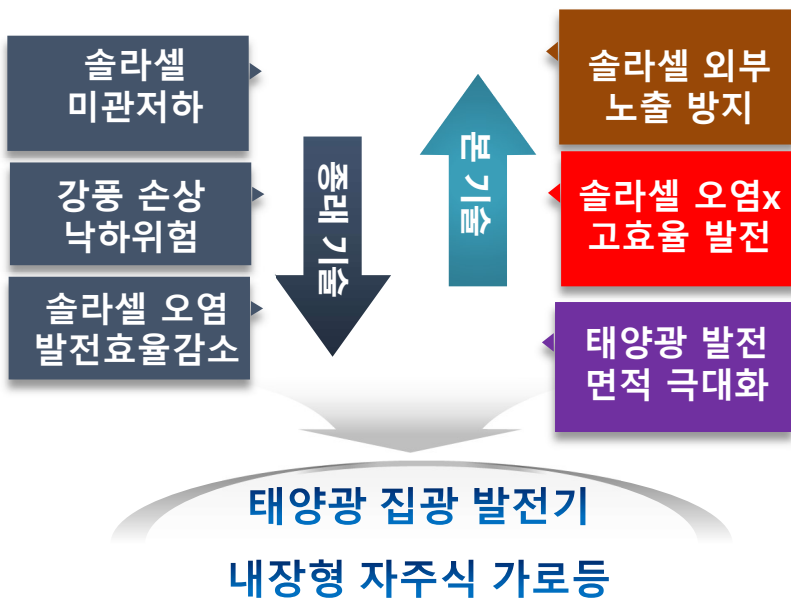 솔라셀
미관저하
강풍 손상
낙하위험
솔라셀 오염
발전효율감소
종래 기술
본 기술
솔라셀 외부
노출 방지
솔라셀 오염x
고효율 발전
태양광 발전
면적 극대화
태양광 집광 발전기
내장형 자주식 가로등